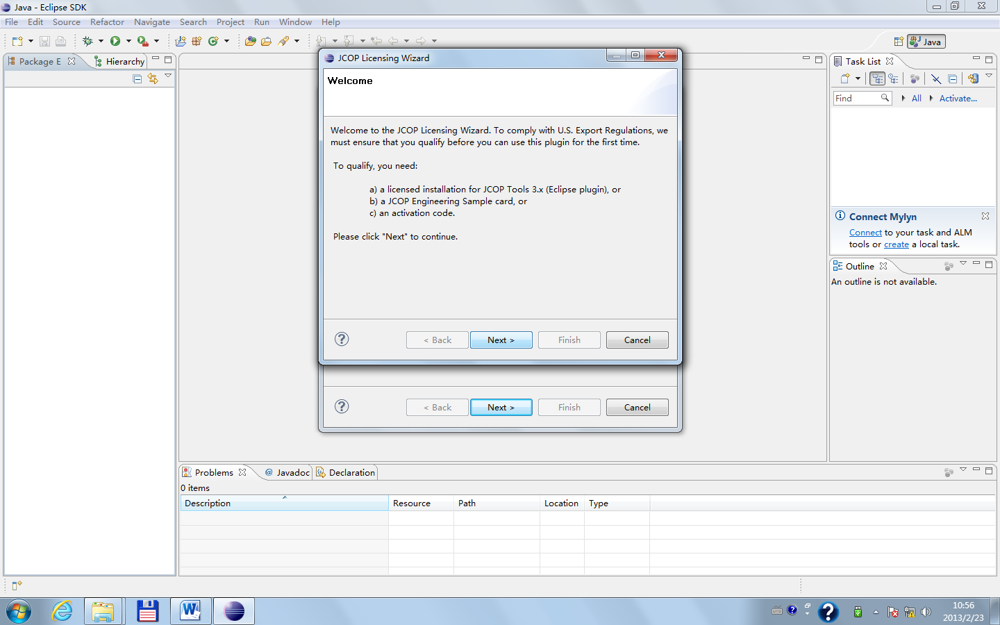 Java - Eclipse SDK
File Edit Source Refactor Navigate Search Project Run Window Help
Java
Package E
Hierarchy
JCOP Licensing Wizard
Welcome
Welcome to the JCOP Licensing Wizard. To comply with U.S. Export Regulations, we
must ensure that you qualify before you can use this plugin for the first time.
To qualify, you need:
a) a licensed installation for JCOP Tools 3.x (Eclipse plugin), or
b) a JCOP Engineering Sample card, or
c) an activation code.
Please click "Next" to continue.
< Back Next > Finish Cancel
< Back Next > Finish Cancel
Task List
Find All Activate...
Connect Mylyn
Connect to your task and ALM
tools or create a local task.
Outline
An outline is not available.
Problems @ Javadoc Declaration
0 items
Description Resource Path Location Type
10:56
2013/2/23